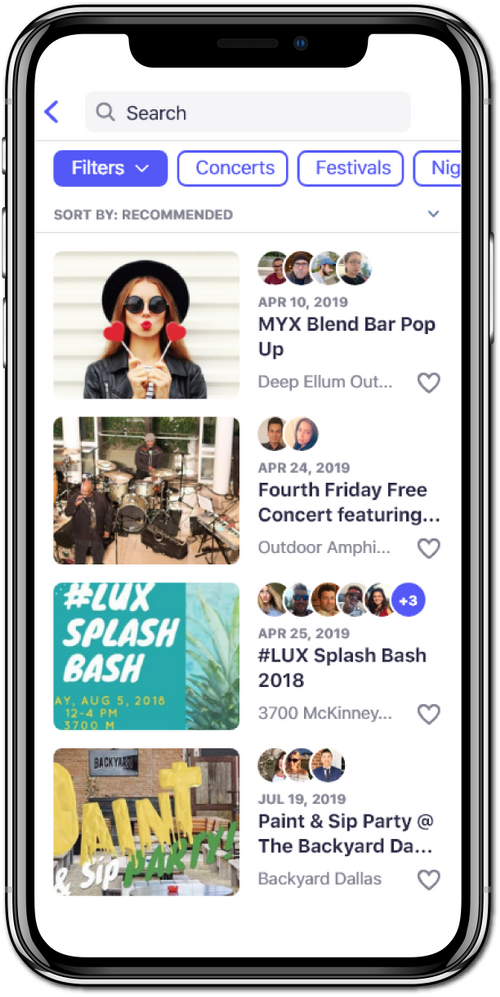 Search
Filters
Concerts
Festivals
Nig
SORT BY: RECOMMENDED
APR 10, 2019
MYX Blend Bar Pop
Up
Deep Ellum Out...
APR 24, 2019
Fourth Friday Free
Concert featuring...
Outdoor Amphi...
#LUX
SPLASH
BASH
AY, AUG 5, 2018
12-4 PM
3700 M
+3
APR 25, 2019
#LUX Splash Bash
2018
3700 McKinney...
BACKYARD
PAINT
& Sip PARTY!
JUL 19, 2019
Paint & Sip Party @
The Backyard Da...
Backyard Dallas